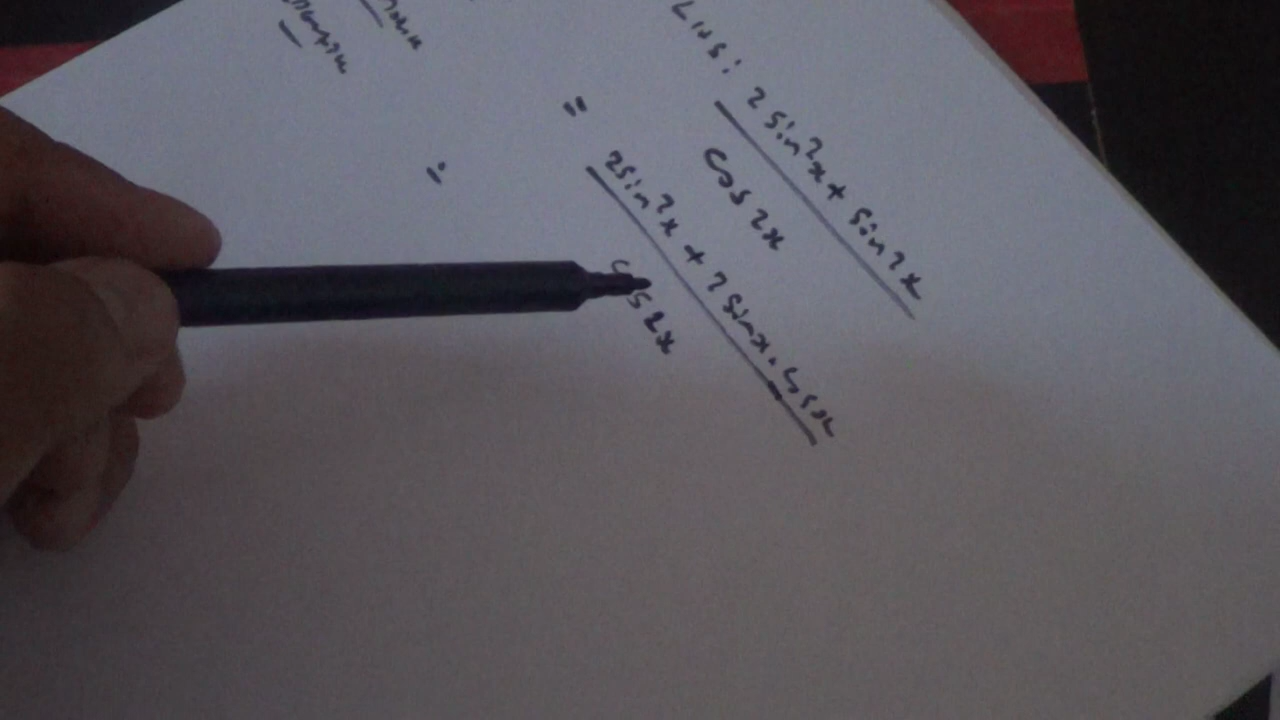 LHS: 2 sin²x + sin2x
cos 2x
= 2sin²x + 2 sinx . cosx
cos 2x
=